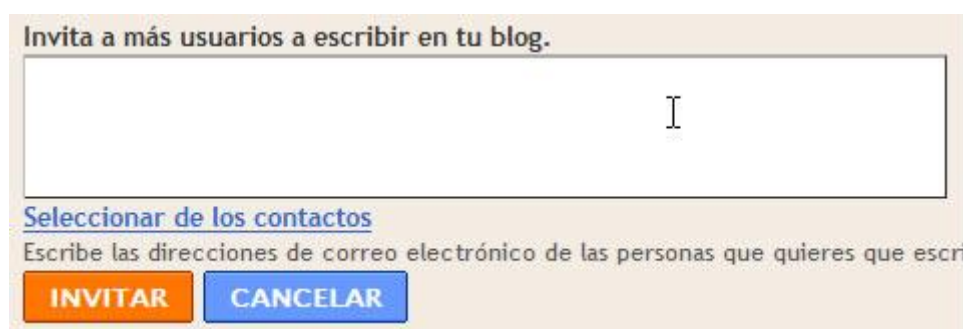 Invita a más usuarios a escribir en tu blog.
Seleccionar de los contactos
Escribe las direcciones de correo electrónico de las personas que quieres que escri
INVITAR CANCELAR